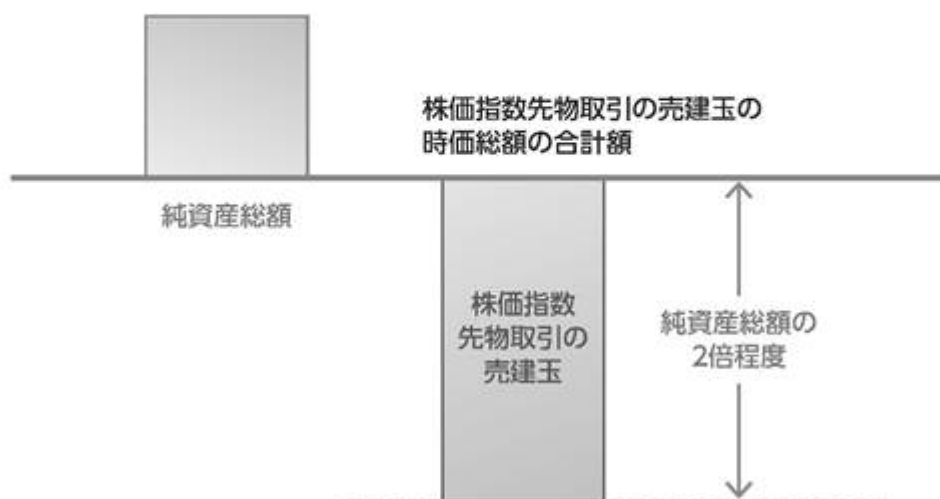 株価指数先物取引の売建玉の
時価総額の合計額
純資産総額
株価指数
先物取引の
売建玉
純資産総額の
2倍程度